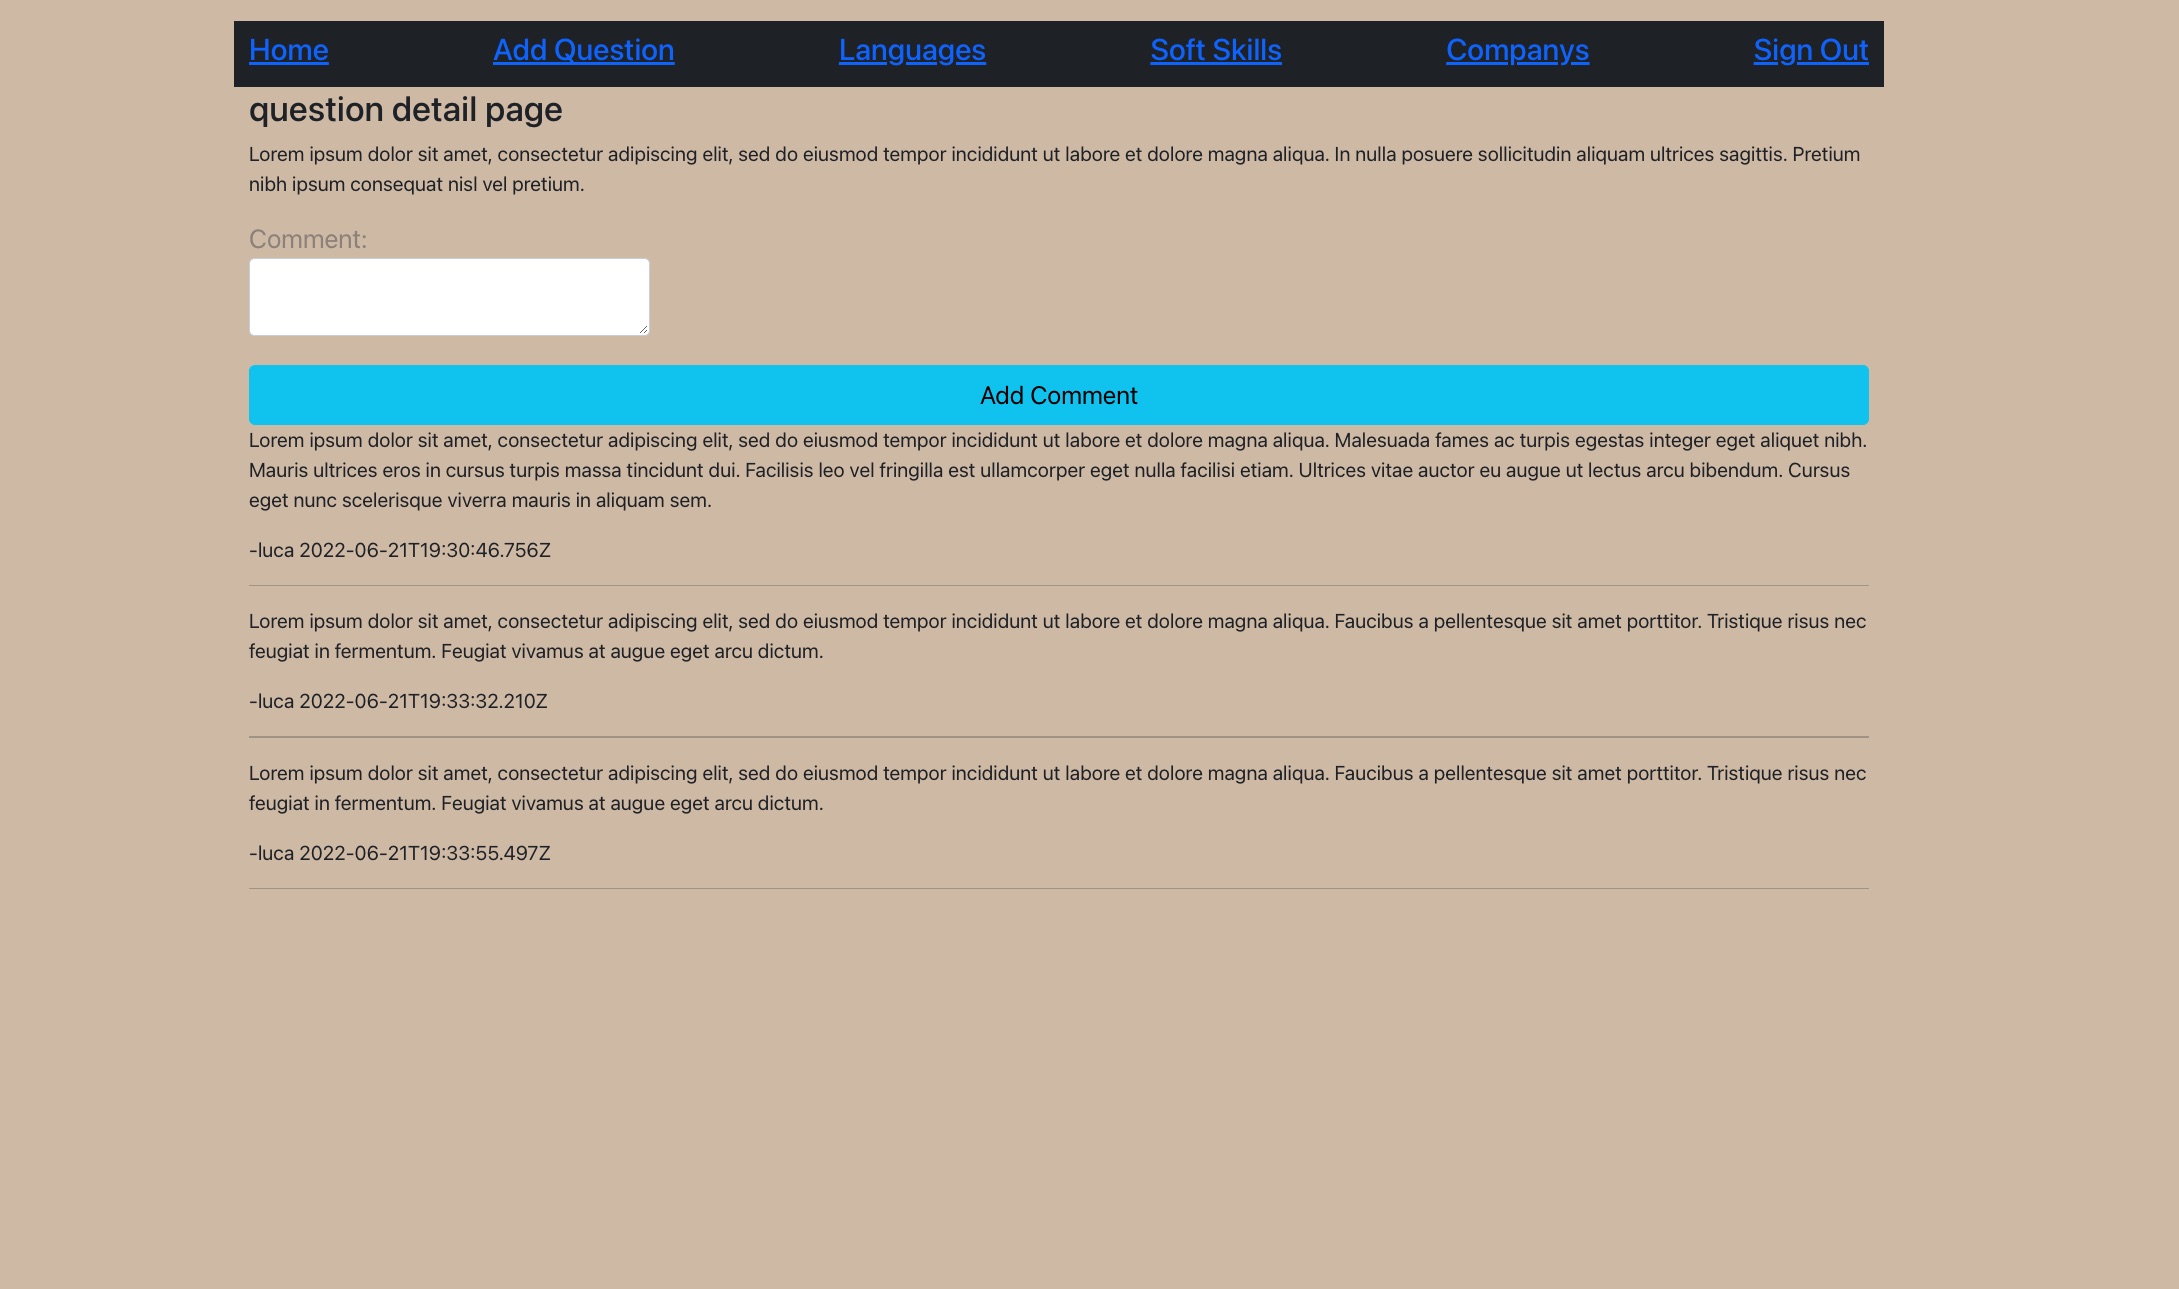 Home Add Question Languages Soft Skills Companys Sign Out
question detail page
Lorem ipsum dolor sit amet, consectetur adipiscing elit, sed do eiusmod tempor incididunt ut labore et dolore magna aliqua. In nulla posuere sollicitudin aliquam ultrices sagittis. Pretium
nibh ipsum consequat nisl vel pretium.
Comment:
Add Comment
Lorem ipsum dolor sit amet, consectetur adipiscing elit, sed do eiusmod tempor incididunt ut labore et dolore magna aliqua. Malesuada fames ac turpis egestas integer eget aliquet nibh.
Mauris ultrices eros in cursus turpis massa tincidunt dui. Facilisis leo vel fringilla est ullamcorper eget nulla facilisi etiam. Ultrices vitae auctor eu augue ut lectus arcu bibendum. Cursus
eget nunc scelerisque viverra mauris in aliquam sem.
-luca 2022-06-21T19:30:46.756Z
Lorem ipsum dolor sit amet, consectetur adipiscing elit, sed do eiusmod tempor incididunt ut labore et dolore magna aliqua. Faucibus a pellentesque sit amet porttitor. Tristique risus nec
feugiat in fermentum. Feugiat vivamus at augue eget arcu dictum.
-luca 2022-06-21T19:33:32.210Z
Lorem ipsum dolor sit amet, consectetur adipiscing elit, sed do eiusmod tempor incididunt ut labore et dolore magna aliqua. Faucibus a pellentesque sit amet porttitor. Tristique risus nec
feugiat in fermentum. Feugiat vivamus at augue eget arcu dictum.
-luca 2022-06-21T19:33:55.497Z